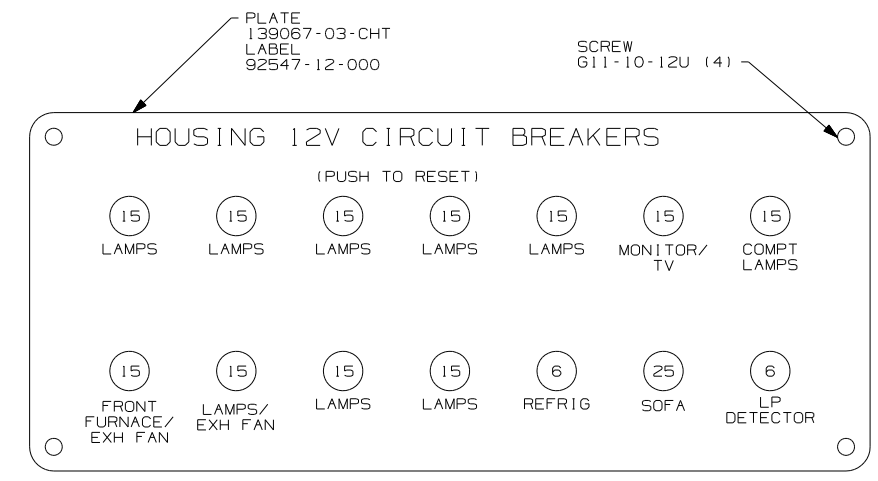 PLATE
139067-03-CHT
LABEL
92547-12-000
SCREW
G11-10-12U (4)
HOUSING 12V CIRCUIT BREAKERS
(PUSH TO RESET)
15 15 15 15 15 15 15
LAMPS LAMPS LAMPS LAMPS LAMPS MONITOR/ COMPT
TV LAMPS
15 15 15 15 6 25 6
FRONT LAMPS/ LAMPS LAMPS REFRIG SOFA LP
FURNACE/ EXH FAN DETECTOR
EXH FAN